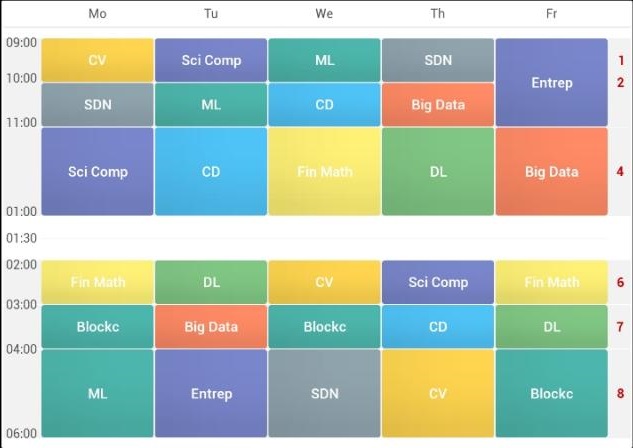 Mo Tu We Th Fr
09:00
CV Sci Comp ML SDN Entrep 1
10:00 2
SDN ML CD Big Data
11:00
Sci Comp CD Fin Math DL Big Data 4
01:00
01:30
02:00
Fin Math DL CV Sci Comp Fin Math 6
03:00
Blockc Big Data Blockc CD DL 7
04:00
ML Entrep SDN CV Blockc 8
06:00